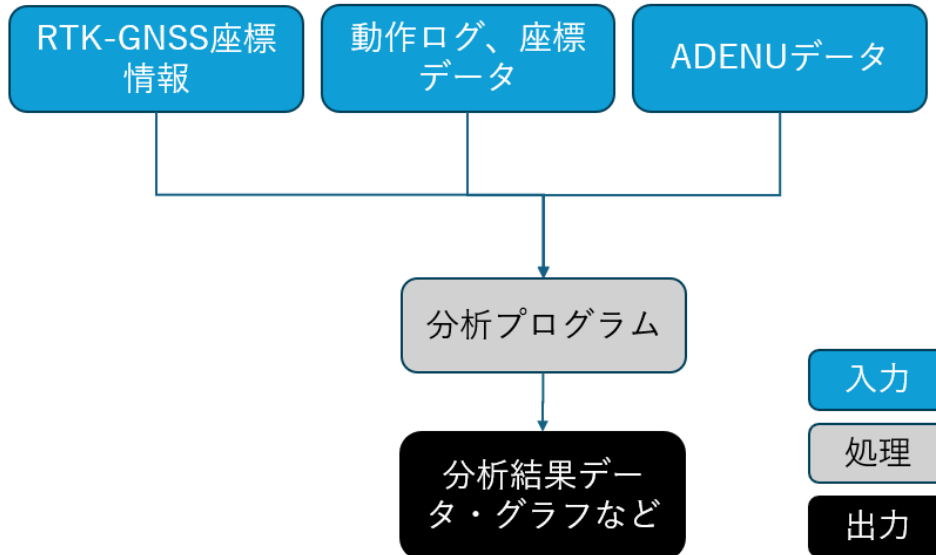 RTK-GNSS座標
情報
動作ログ、座標
データ
ADENUデータ
分析プログラム
入力
処理
分析結果デー
タ・グラフなど
出力